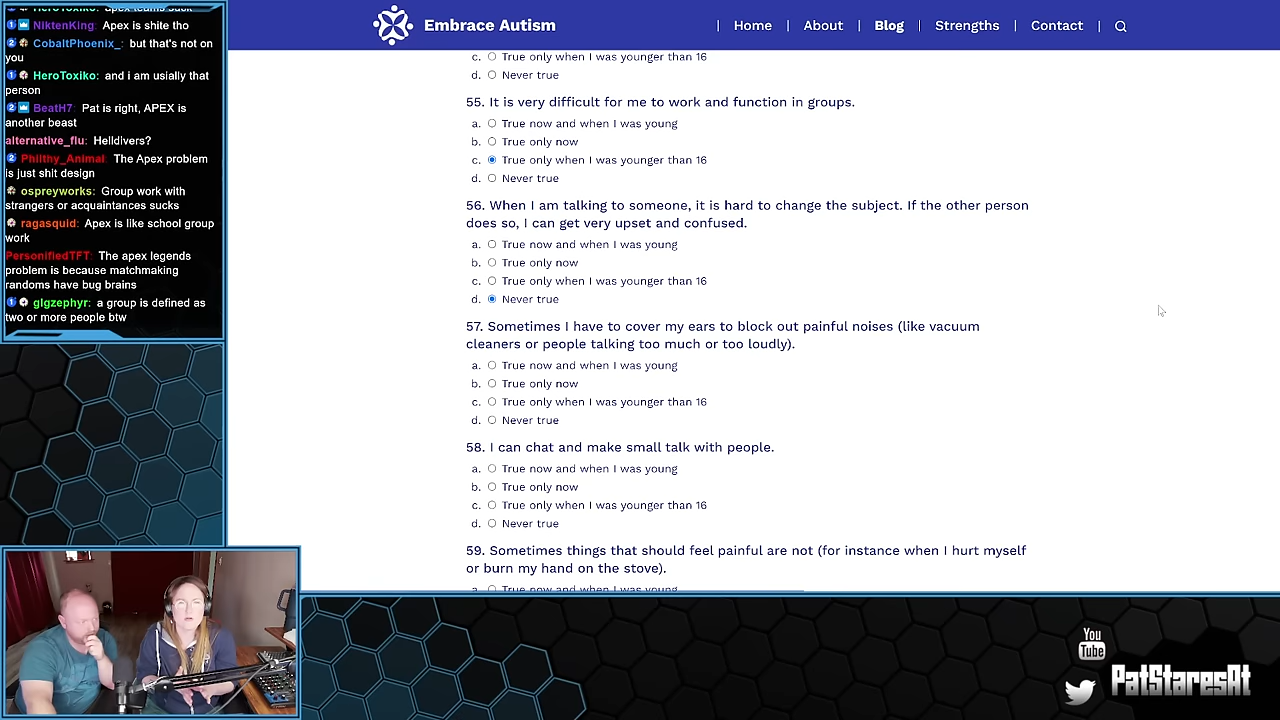 HeroToxiko: apex teams suck
NiktenKing: Apex is shite tho
CobaltPhoenix_: but that's not on
you
HeroToxiko: and i am usially that
person
BeatH7: Pat is right, APEX is
another beast
alternative_flu: Helldivers?
Philthy_Animal: The Apex problem
is just shit design
ospreyworks: Group work with
strangers or acquaintances sucks
ragasquid: Apex is like school group
work
PersonifiedTFT: The apex legends
problem is because matchmaking
randoms have bug brains
glgzephyr: a group is defined as
two or more people btw
Embrace Autism
Home | About | Blog | Strengths | Contact
c. True only when I was younger than 16
d. Never true
55. It is very difficult for me to work and function in groups.
a. True now and when I was young
b. True only now
c. True only when I was younger than 16
d. Never true
56. When I am talking to someone, it is hard to change the subject. If the other person
does so, I can get very upset and confused.
a. True now and when I was young
b. True only now
c. True only when I was younger than 16
d. Never true
57. Sometimes I have to cover my ears to block out painful noises (like vacuum
cleaners or people talking too much or too loudly).
a. True now and when I was young
b. True only now
c. True only when I was younger than 16
d. Never true
58. I can chat and make small talk with people.
a. True now and when I was young
b. True only now
c. True only when I was younger than 16
d. Never true
59. Sometimes things that should feel painful are not (for instance when I hurt myself
or burn my hand on the stove).
a. True now and when I was young
You
Tube
PatStaresAt